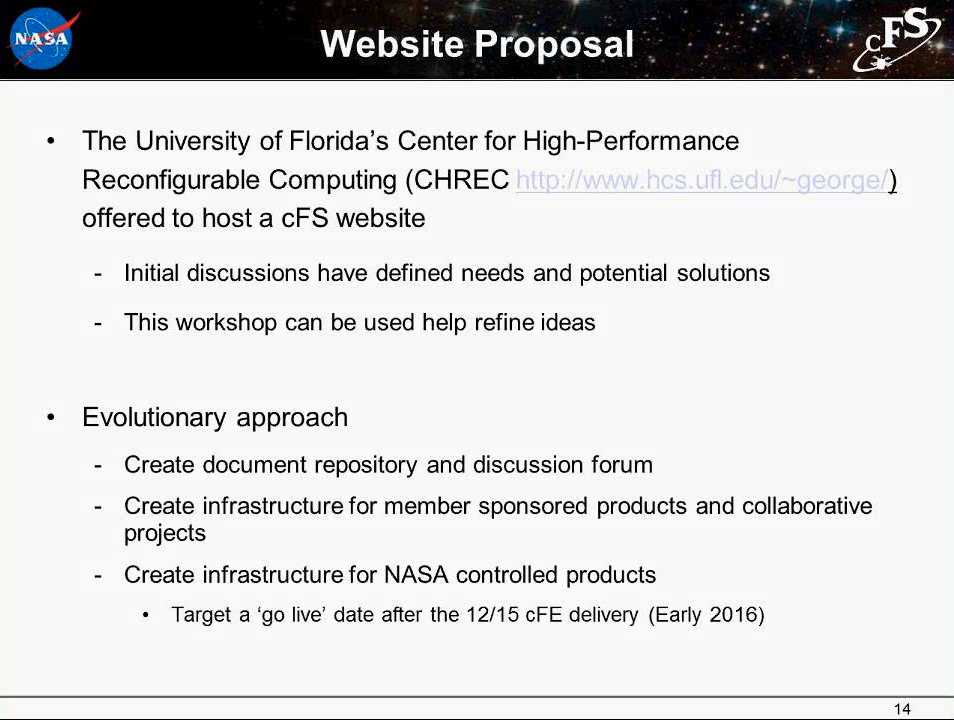 NASA
Website Proposal
cFS
• The University of Florida’s Center for High-Performance
Reconfigurable Computing (CHREC http://www.hcs.ufl.edu/~george/)
offered to host a cFS website
- Initial discussions have defined needs and potential solutions
- This workshop can be used help refine ideas
• Evolutionary approach
- Create document repository and discussion forum
- Create infrastructure for member sponsored products and collaborative
projects
- Create infrastructure for NASA controlled products
• Target a ‘go live’ date after the 12/15 cFE delivery (Early 2016)
14